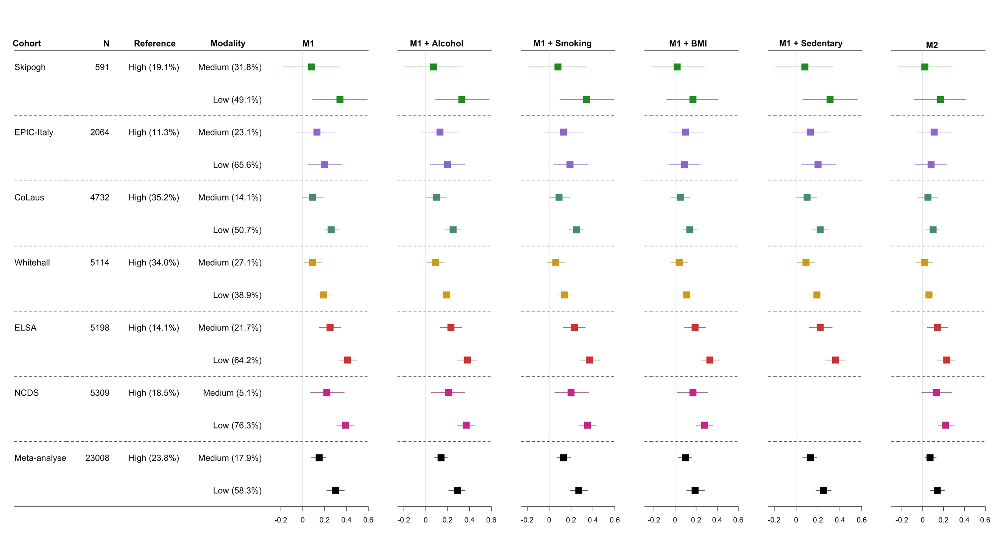 Cohort N Reference Modality M1 M1 + Alcohol M1 + Smoking M1 + BMI M1 + Sedentary M2
Skipogh 591 High (19.1%) Medium (31.8%)
Low (49.1%)
EPIC-Italy 2064 High (11.3%) Medium (23.1%)
Low (65.6%)
CoLaus 4732 High (35.2%) Medium (14.1%)
Low (50.7%)
Whitehall 5114 High (34.0%) Medium (27.1%)
Low (38.9%)
ELSA 5198 High (14.1%) Medium (21.7%)
Low (64.2%)
NCDS 5309 High (18.5%) Medium (5.1%)
Low (76.3%)
Meta-analyse 23008 High (23.8%) Medium (17.9%)
Low (58.3%)
-0.2 0 0.2 0.4 0.6 -0.2 0 0.2 0.4 0.6 -0.2 0 0.2 0.4 0.6 -0.2 0 0.2 0.4 0.6 -0.2 0 0.2 0.4 0.6 -0.2 0 0.2 0.4 0.6